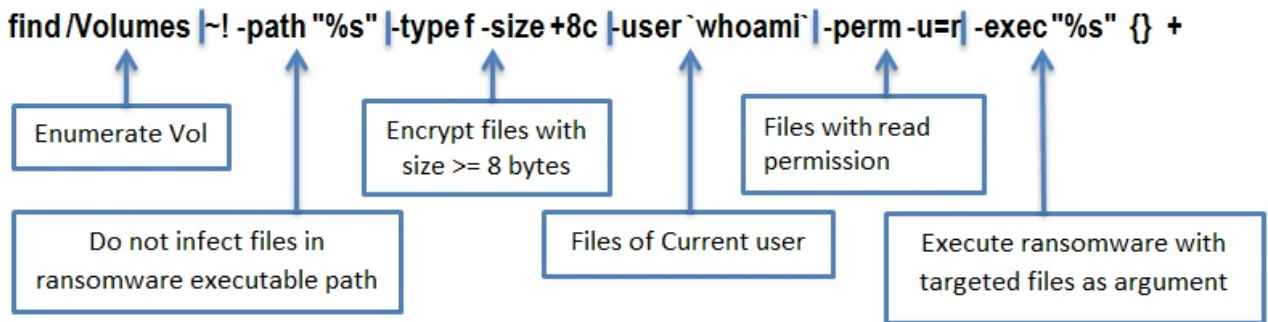 find /Volumes |~! -path "%s" |-type f -size +8c |-user `whoami` |-perm -u=r| -exec "%s" {} +
Enumerate Vol
Encrypt files with
size >= 8 bytes
Files with read
permission
Do not infect files in
ransomware executable path
Files of Current user
Execute ransomware with
targeted files as argument